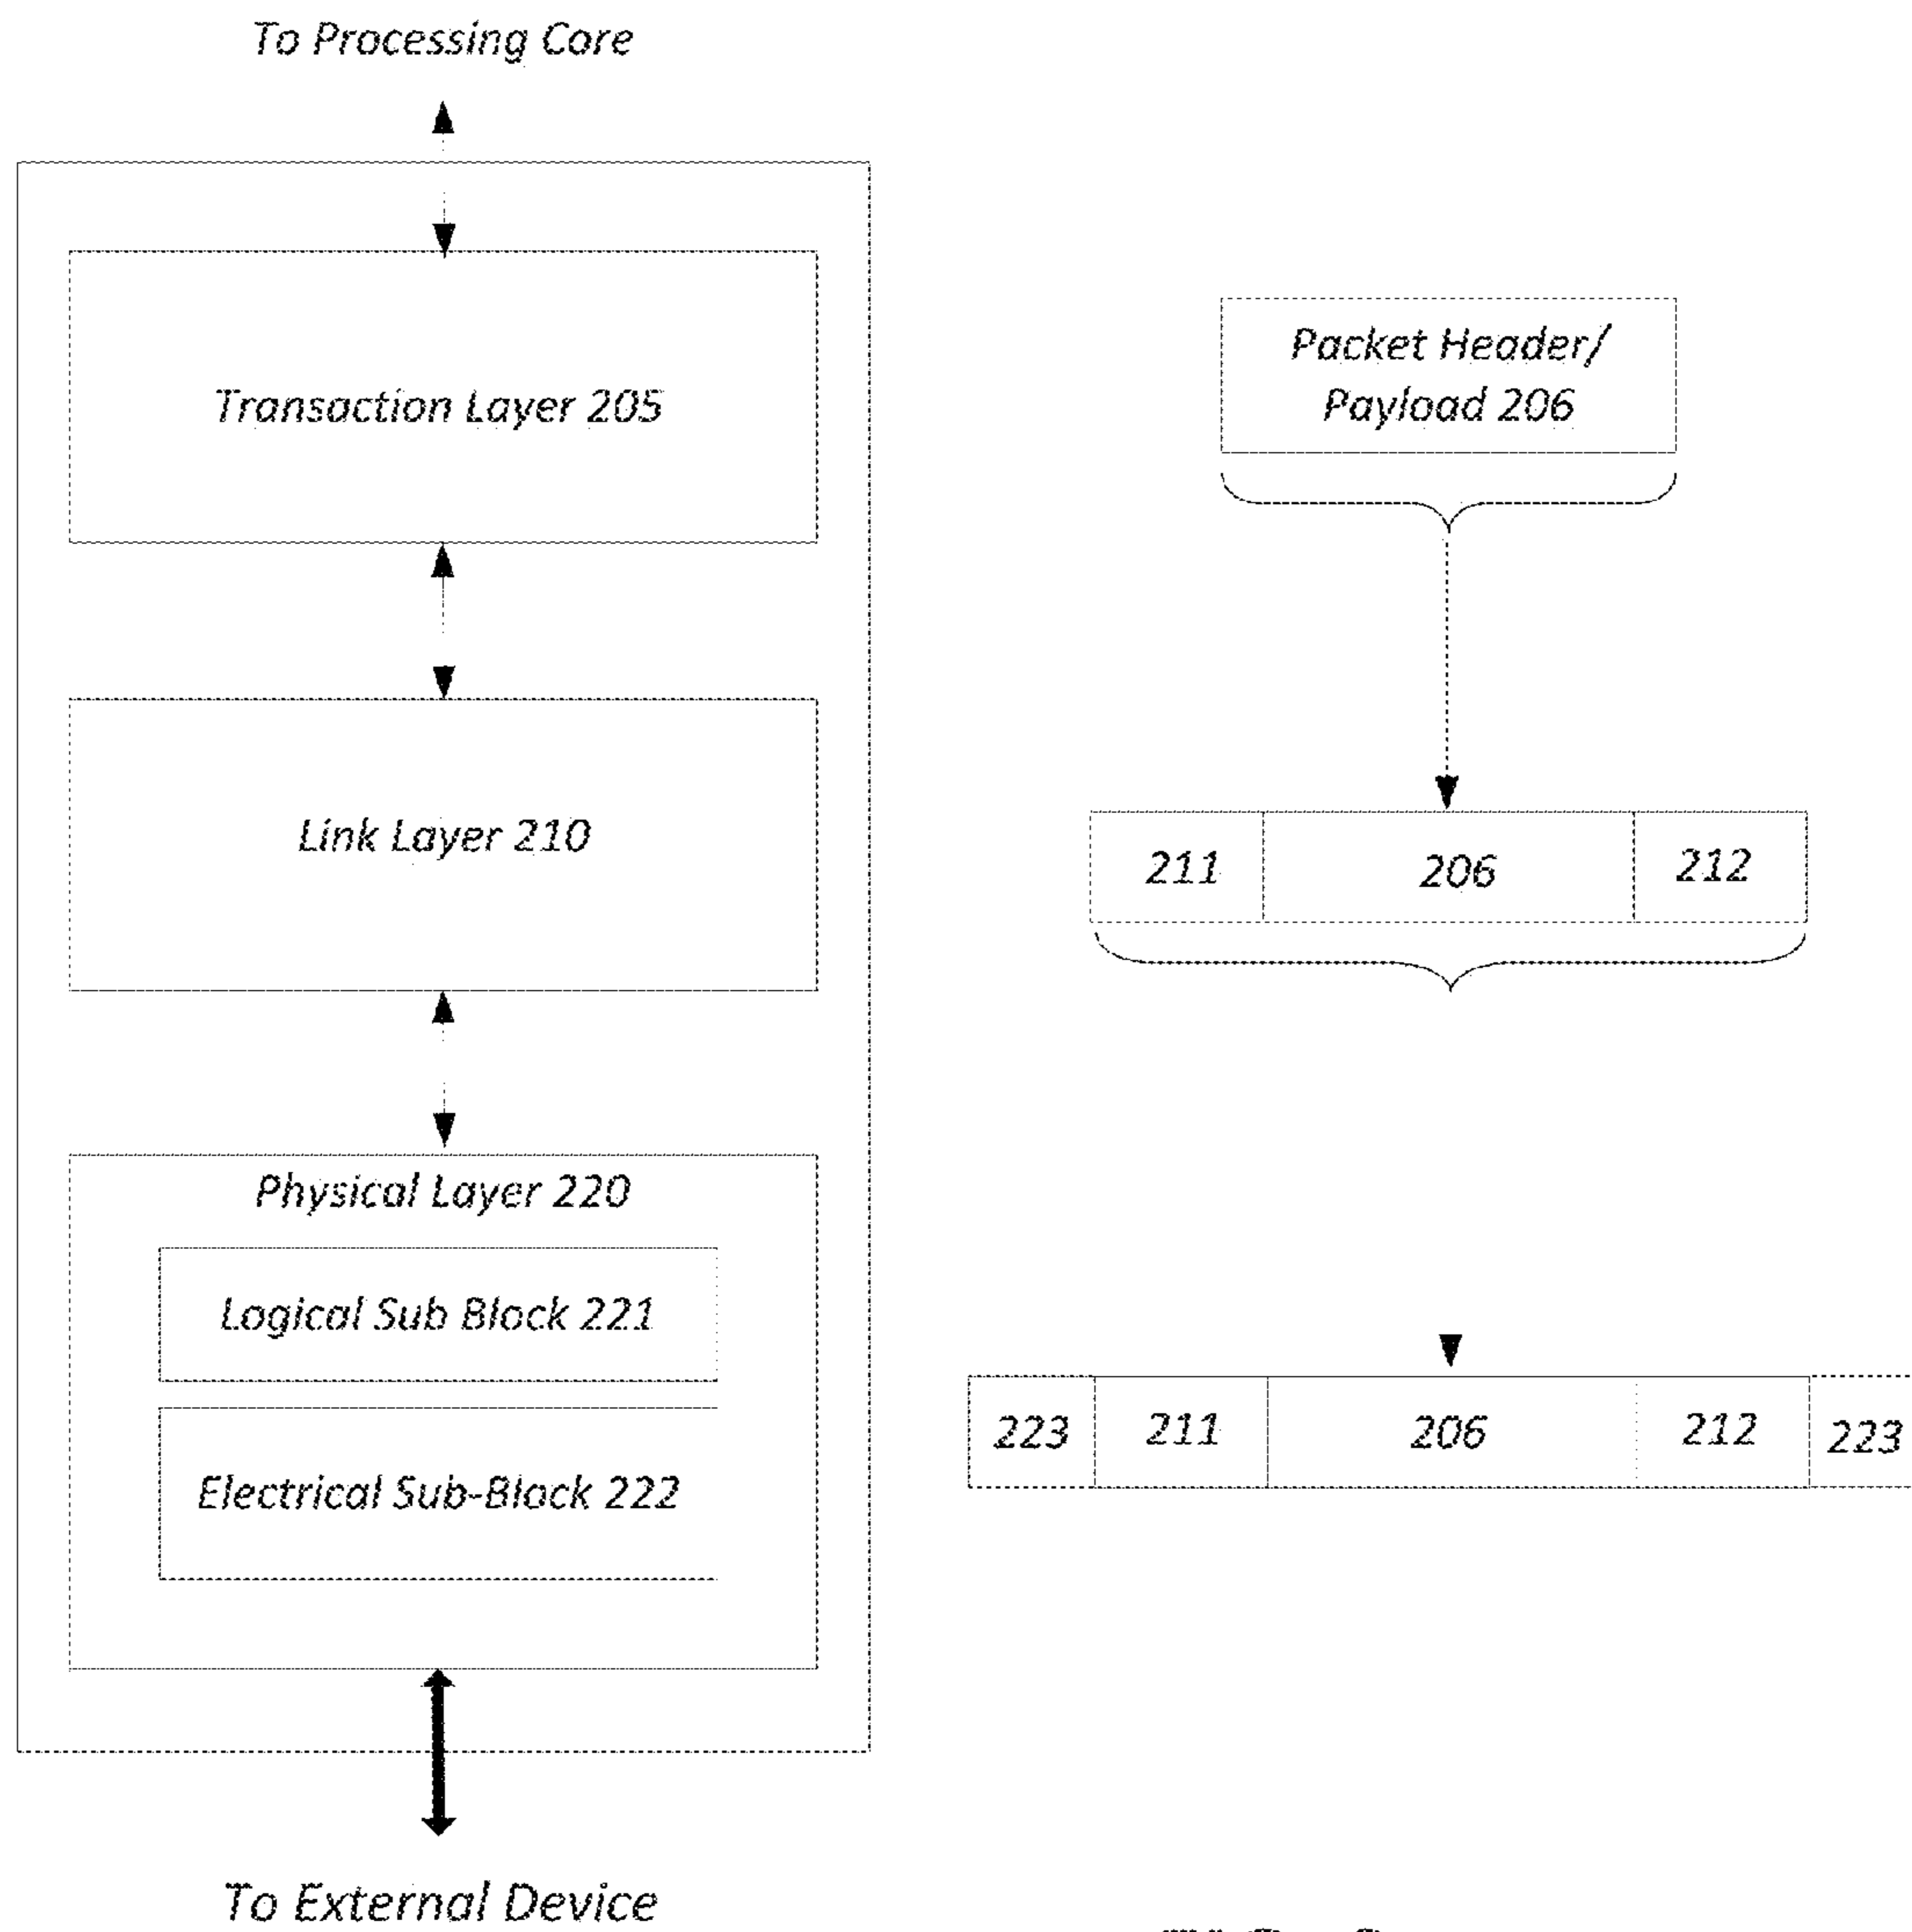 To Processing Core
Transaction Layer 205
Packet Header/
Payload 206
Link Layer 210
211 206 212
Physical Layer 220
Logical Sub Block 221
223 211 206 212 223
Electrical Sub-Block 222
To External Device